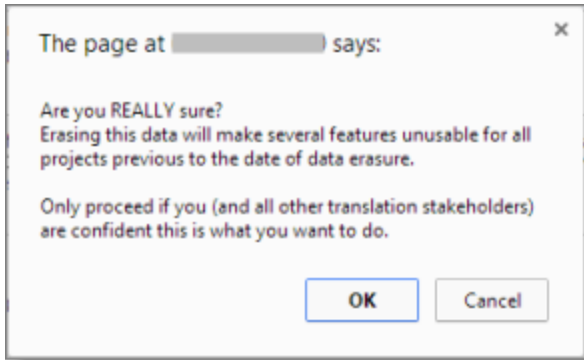 The page at says:
Are you REALLY sure?
Erasing this data will make several features unusable for all
projects previous to the date of data erasure.
Only proceed if you (and all other translation stakeholders)
are confident this is what you want to do.
OK Cancel